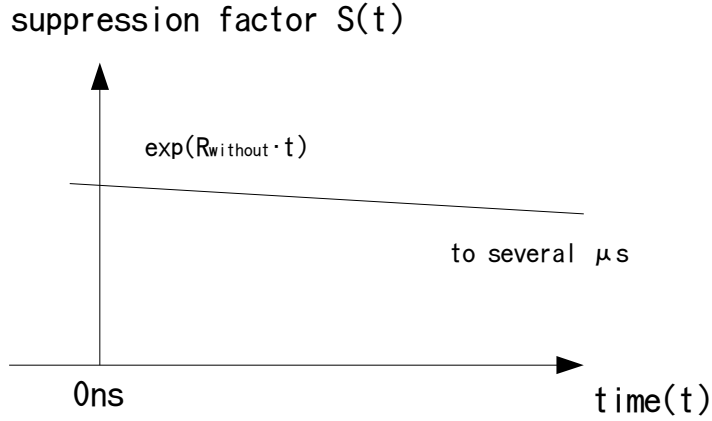 suppression factor S(t)
exp(Rwithout·t)
to several μs
0ns
time(t)